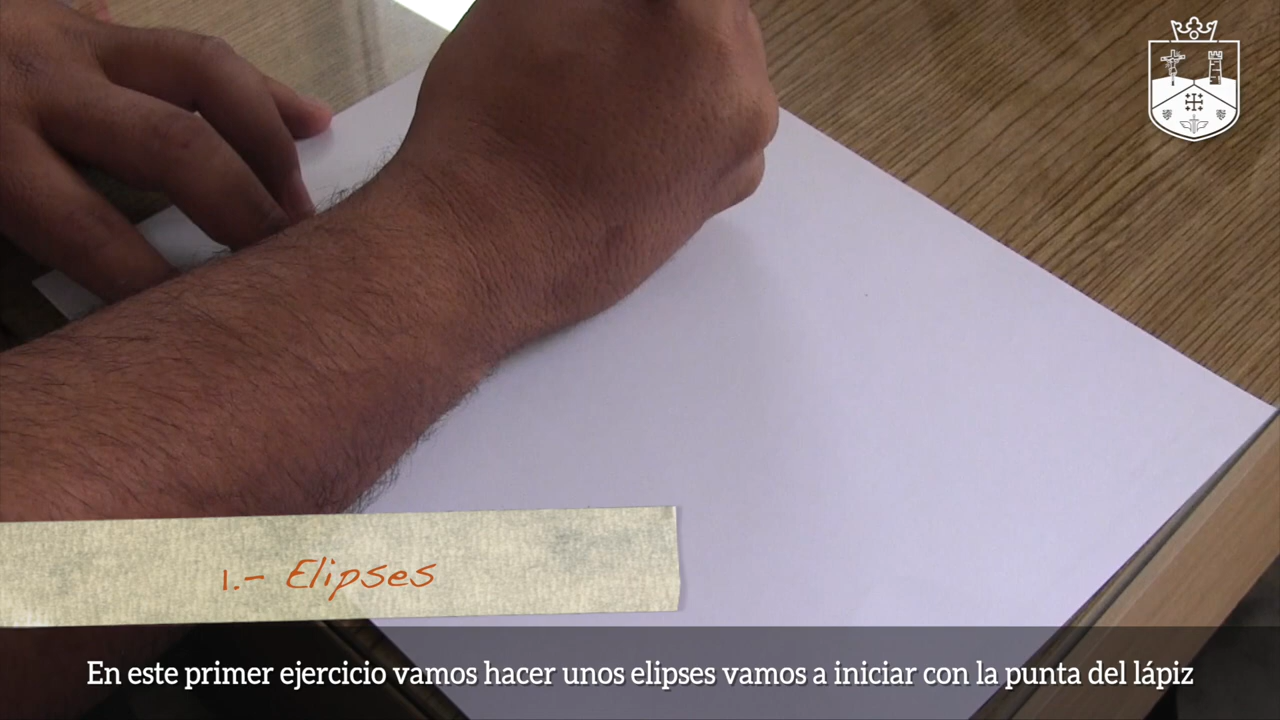 1.- Elipses
En este primer ejercicio vamos hacer unos elipses vamos a iniciar con la punta del lápiz